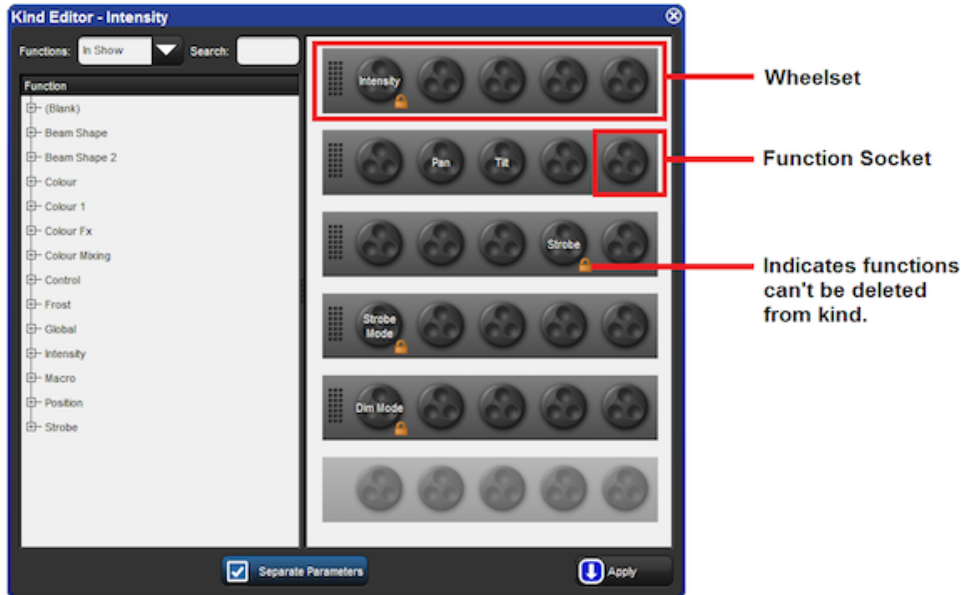 Kind Editor - Intensity
Functions: In Show Search:
Function
(Blank)
Beam Shape
Beam Shape 2
Colour
Colour 1
Colour Fx
Colour Mixing
Control
Frost
Global
Intensity
Macro
Position
Strobe
Intensity
Pan Tilt
Strobe
Strobe
Mode
Dim Mode
Separate Parameters
Apply
Wheelset
Function Socket
Indicates functions
can't be deleted
from kind.